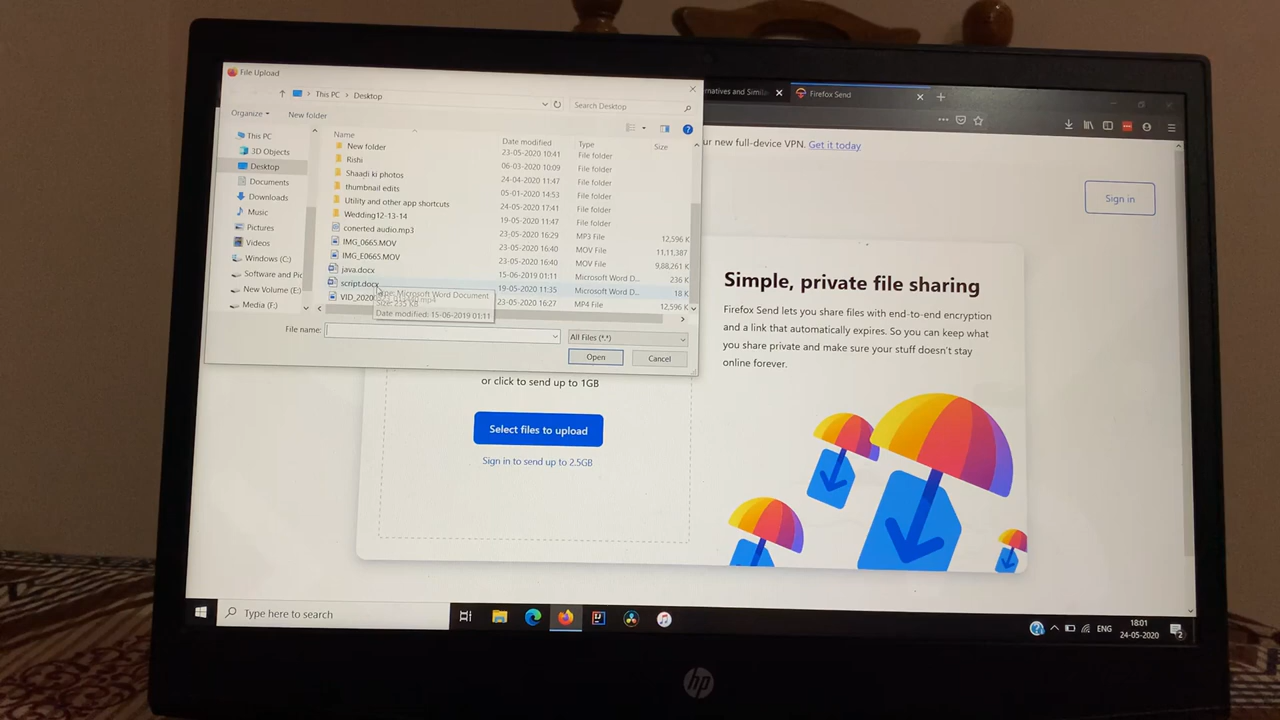 File Upload
rnatives and Simila
Firefox Send
This PC > Desktop
Search Desktop
Organize
New folder
ur new full-device VPN. Get it today
Sign in
This PC
3D Objects
Desktop
Documents
Downloads
Music
Pictures
Videos
Windows (C:)
Software and Pic
New Volume (E:)
Media (F:)
Name Date modified Type Size
New folder 23-05-2020 10:41 File folder
Rishi 06-03-2020 10:09 File folder
Shaadi ki photos 24-04-2020 11:47 File folder
thumbnail edits 05-01-2020 14:53 File folder
Utility and other app shortcuts 24-05-2020 17:41 File folder
Wedding12-13-14 19-05-2020 11:47 File folder
conerted audio.mp3 23-05-2020 16:29 MP3 File 12,596 K
IMG_0665.MOV 23-05-2020 16:40 MOV File 11,11,387
IMG_E0665.MOV 23-05-2020 16:40 MOV File 9,88,261 K
java.docx 15-06-2019 01:11 Microsoft Word D... 236 K
script.docx 19-05-2020 11:35 Microsoft Word D... 18 K
VID_2020 23-05-2020 16:27 MP4 File 12,596 K
Type: Microsoft Word Document
Size: 235 KB
Date modified: 15-06-2019 01:11
File name:
All Files (*.*)
Open
Cancel
Simple, private file sharing
Firefox Send lets you share files with end-to-end encryption
and a link that automatically expires. So you can keep what
you share private and make sure your stuff doesn't stay
online forever.
or click to send up to 1GB
Select files to upload
Sign in to send up to 2.5GB
Type here to search
ENG
18:01
24-05-2020
2
hp